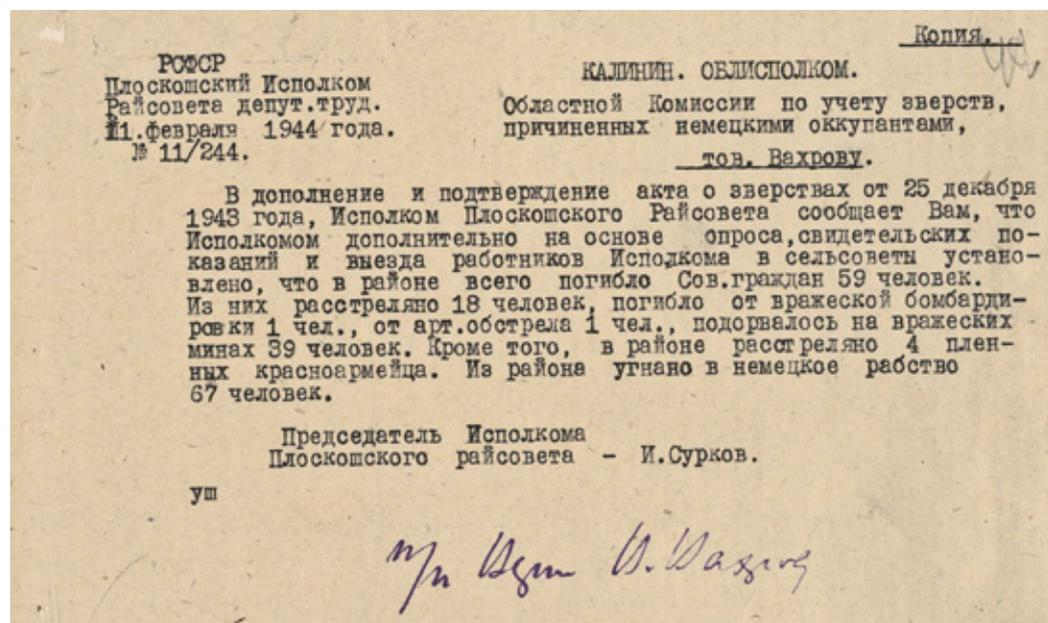 Копия.
РСФСР
Плоскошский Исполком
Райсовета депут.труд.
11.февраля 1944 года.
№ 11/244.
КАЛИНИН. ОБЛИСПОЛКОМ.
Областной Комиссии по учету зверств,
причиненных немецкими оккупантами,
тов. Вахрову.
В дополнение и подтверждение акта о зверствах от 25 декабря
1943 года, Исполком Плоскошского Райсовета сообщает Вам, что
Исполкомом дополнительно на основе опроса,свидетельских по-
казаний и выезда работников Исполкома в сельсоветы устано-
влено, что в районе всего погибло Сов.граждан 59 человек.
Из них расстреляно 18 человек, погибло от вражеской бомбарди-
ровки 1 чел., от арт.обстрела 1 чел., подорвалось на вражеских
минах 39 человек. Кроме того, в районе расстреляно 4 плен-
ных красноармейца. Из района угнано в немецкое рабство
67 человек.
Председатель Исполкома
Плоскошского райсовета - И.Сурков.
уш